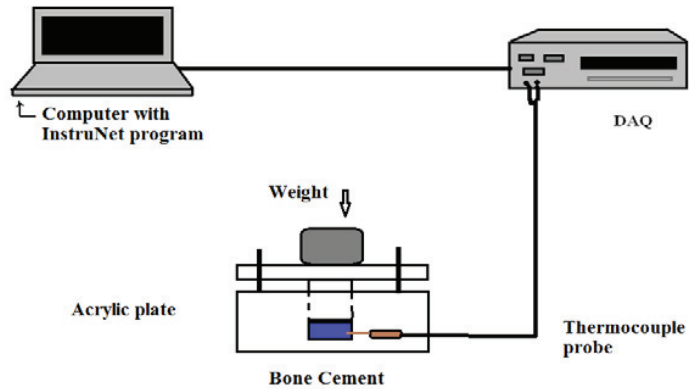 Computer with
InstruNet program
DAQ
Weight
Acrylic plate
Thermocouple
probe
Bone Cement